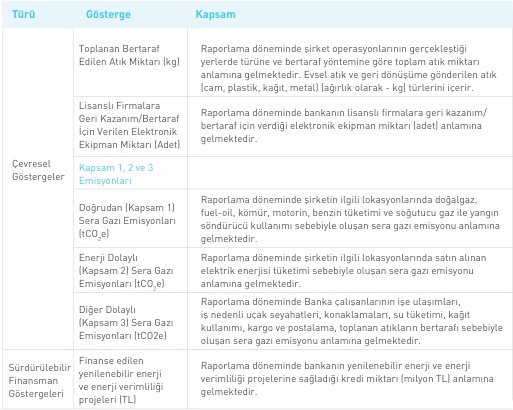 Türü Gösterge Kapsam
Çevresel
Göstergeler
Toplanan Bertaraf
Edilen Atık Miktarı (kg)
Raporlama döneminde şirket operasyonlarının gerçekleştiği
yerlerde türüne ve bertaraf yöntemine göre toplam atık miktarı
anlamına gelmektedir. Evsel atık ve geri dönüşüme gönderilen atık
(cam, plastik, kağıt, metal) (ağırlık olarak - kg) türlerini içerir.
Lisanslı Firmalara
Geri Kazanım/Bertaraf
İçin Verilen Elektronik
Ekipman Miktarı (Adet)
Raporlama döneminde bankanın lisanslı firmalara geri kazanım/
bertaraf için verdiği elektronik ekipman miktarı (adet) anlamına
gelmektedir.
Kapsam 1, 2 ve 3
Emisyonları
Doğrudan (Kapsam 1)
Sera Gazı Emisyonları
(tCO₂e)
Raporlama döneminde şirketin ilgili lokasyonlarında doğalgaz,
fuel-oil, kömür, motorin, benzin tüketimi ve soğutucu gaz ile yangın
söndürücü kullanımı sebebiyle oluşan sera gazı emisyonu anlamına
gelmektedir.
Enerji Dolaylı
(Kapsam 2) Sera Gazı
Emisyonları (tCO₂e)
Raporlama döneminde şirketin ilgili lokasyonlarında satın alınan
elektrik enerjisi tüketimi sebebiyle oluşan sera gazı emisyonu
anlamına gelmektedir.
Diğer Dolaylı
(Kapsam 3) Sera Gazı
Emisyonları (tCO2e)
Raporlama döneminde Banka çalışanlarının işe ulaşımları,
iş nedenli uçak seyahatleri, konaklamaları, su tüketimi, kağıt
kullanımı, kargo ve postalama, toplanan atıkların bertarafı sebebiyle
oluşan sera gazı emisyonu anlamına gelmektedir.
Sürdürülebilir
Finansman
Göstergeleri
Finanse edilen
yenilenebilir enerji
ve enerji verimliliği
projeleri (TL)
Raporlama döneminde bankanın yenilenebilir enerji ve enerji
verimliliği projelerine sağladığı kredi miktarı (milyon TL) anlamına
gelmektedir.